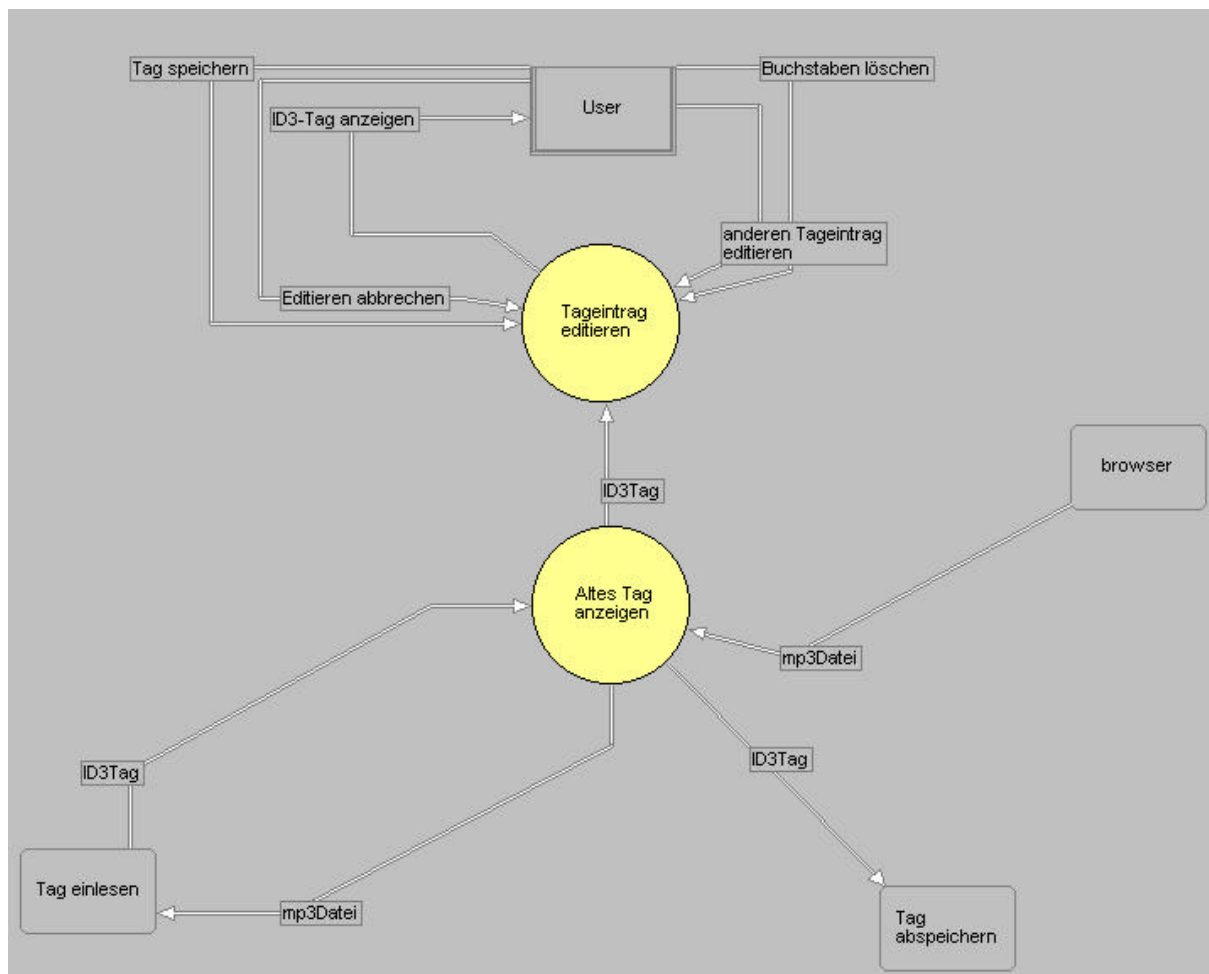 Tag speichern
Buchstaben löschen
User
ID3-Tag anzeigen
anderen Tageintrag
editieren
Editieren abbrechen
Tageintrag
editieren
browser
ID3Tag
Altes Tag
anzeigen
mp3Datei
ID3Tag
ID3Tag
Tag einlesen
mp3Datei
Tag
abspeichern